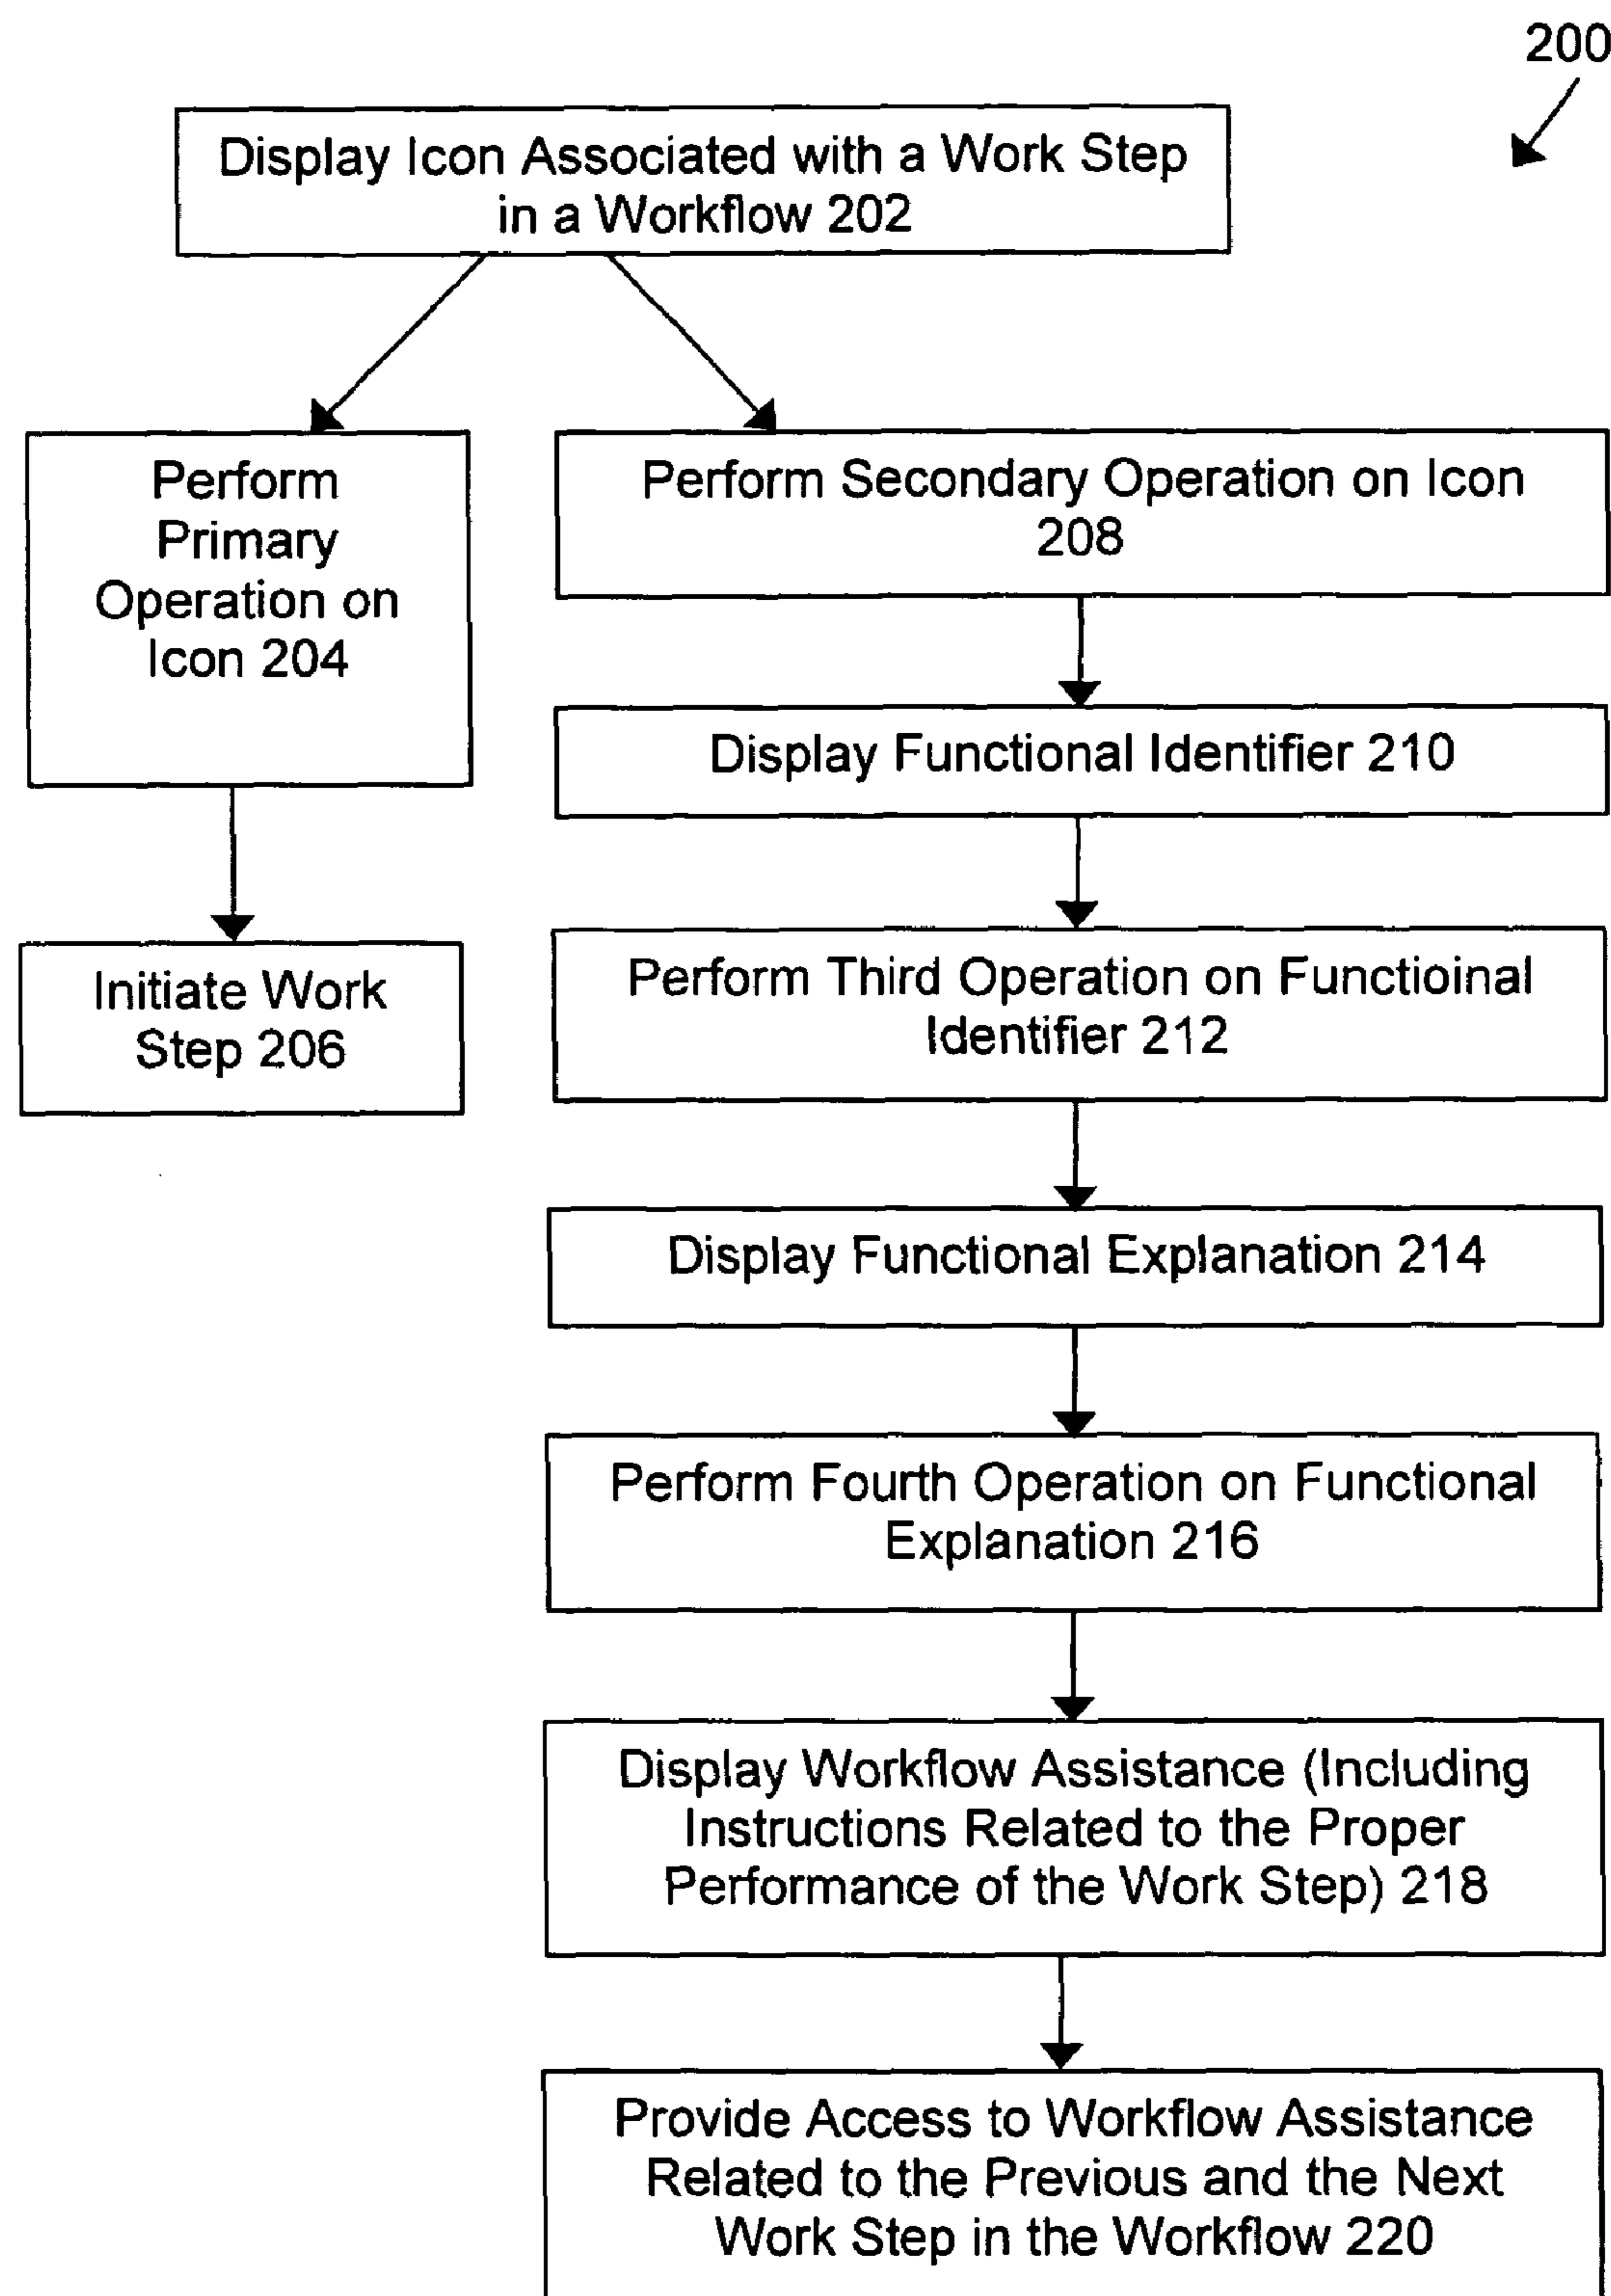 200
Display Icon Associated with a Work Step
in a Workflow 202
Perform
Primary
Operation on
Icon 204
Initiate Work
Step 206
Perform Secondary Operation on Icon
208
Display Functional Identifier 210
Perform Third Operation on Functioinal
Identifier 212
Display Functional Explanation 214
Perform Fourth Operation on Functional
Explanation 216
Display Workflow Assistance (Including
Instructions Related to the Proper
Performance of the Work Step) 218
Provide Access to Workflow Assistance
Related to the Previous and the Next
Work Step in the Workflow 220